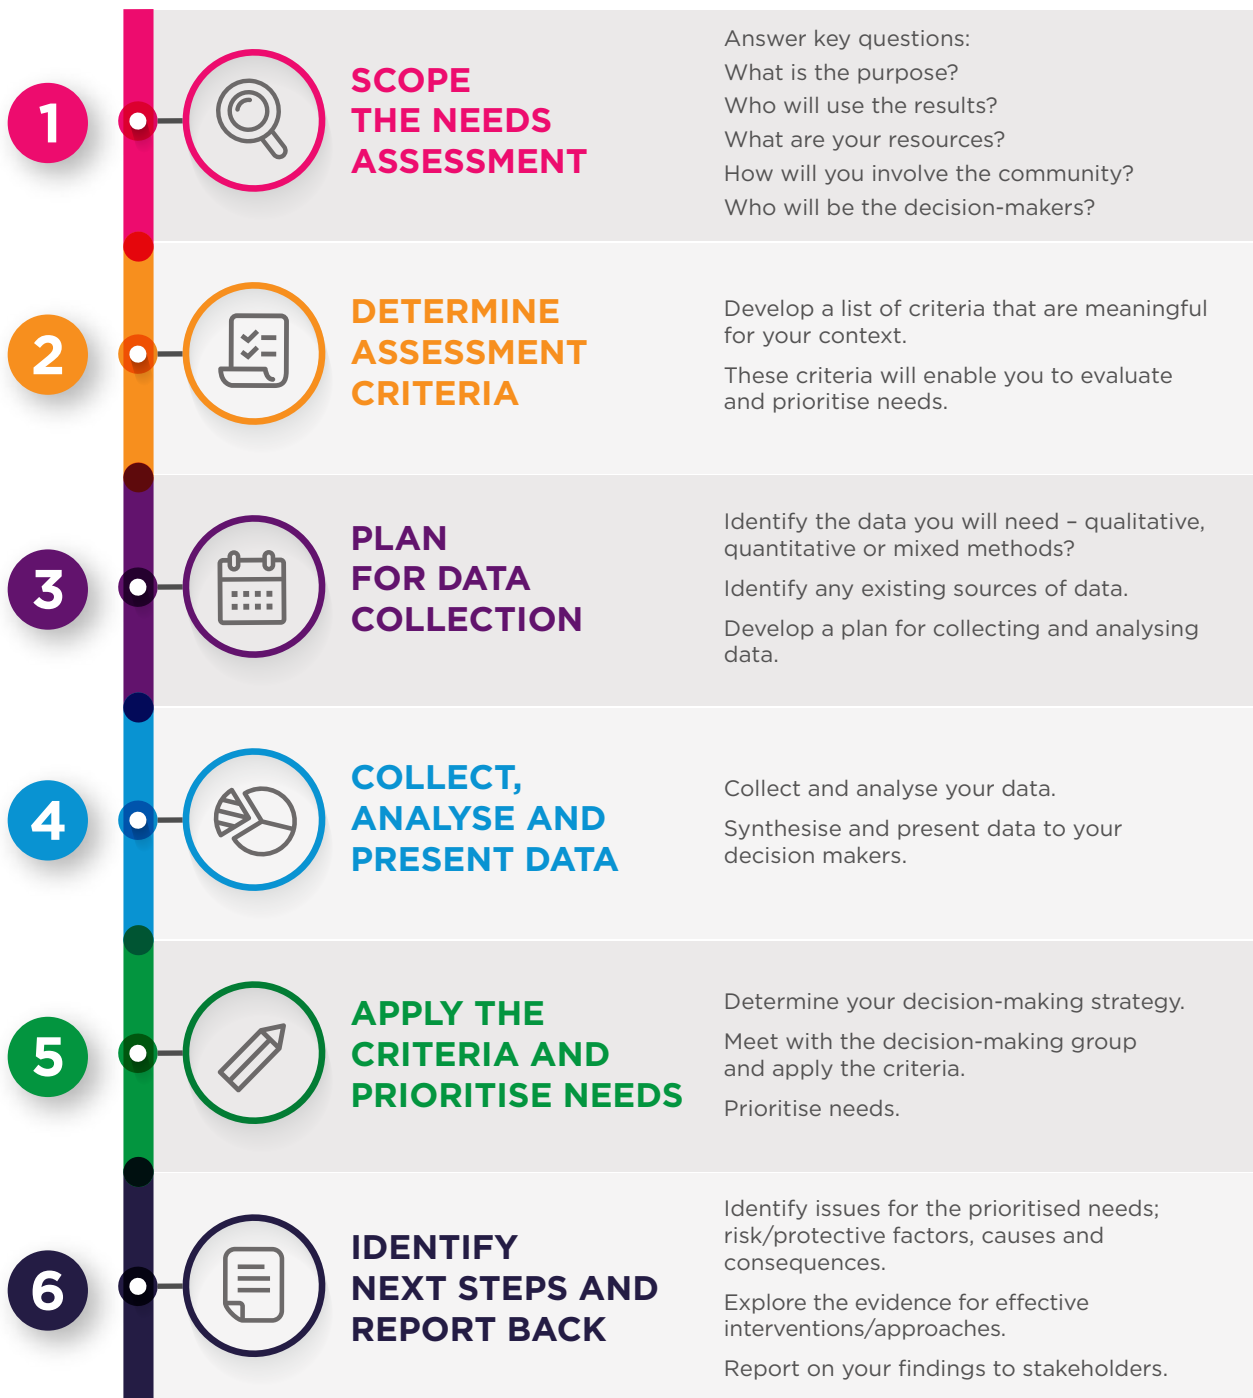 1
SCOPE
THE NEEDS
ASSESSMENT
Answer key questions:
What is the purpose?
Who will use the results?
What are your resources?
How will you involve the community?
Who will be the decision-makers?
2
DETERMINE
ASSESSMENT
CRITERIA
Develop a list of criteria that are meaningful
for your context.
These criteria will enable you to evaluate
and prioritise needs.
3
PLAN
FOR DATA
COLLECTION
Identify the data you will need – qualitative,
quantitative or mixed methods?
Identify any existing sources of data.
Develop a plan for collecting and analysing
data.
4
COLLECT,
ANALYSE AND
PRESENT DATA
Collect and analyse your data.
Synthesise and present data to your
decision makers.
5
APPLY THE
CRITERIA AND
PRIORITISE NEEDS
Determine your decision-making strategy.
Meet with the decision-making group
and apply the criteria.
Prioritise needs.
6
IDENTIFY
NEXT STEPS AND
REPORT BACK
Identify issues for the prioritised needs;
risk/protective factors, causes and
consequences.
Explore the evidence for effective
interventions/approaches.
Report on your findings to stakeholders.